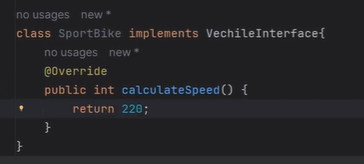 no usages   new *
class SportBike implements VechileInterface{
    no usages   new *
    @Override
    public int calculateSpeed() {
        return 220;
    }
}